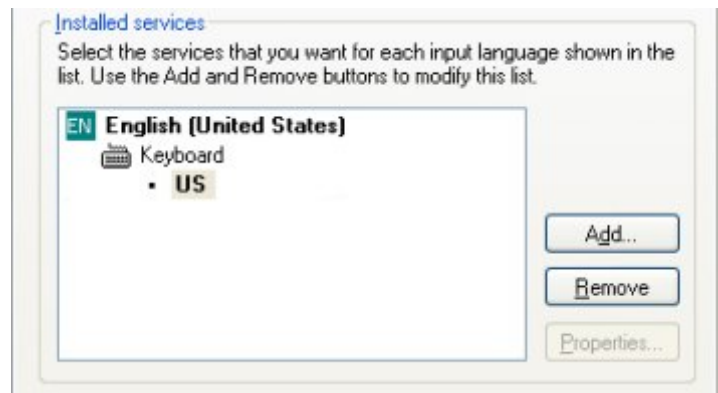 Installed services
Select the services that you want for each input language shown in the
list. Use the Add and Remove buttons to modify this list.
EN English (United States)
Keyboard
• US
Add...
Remove
Properties...